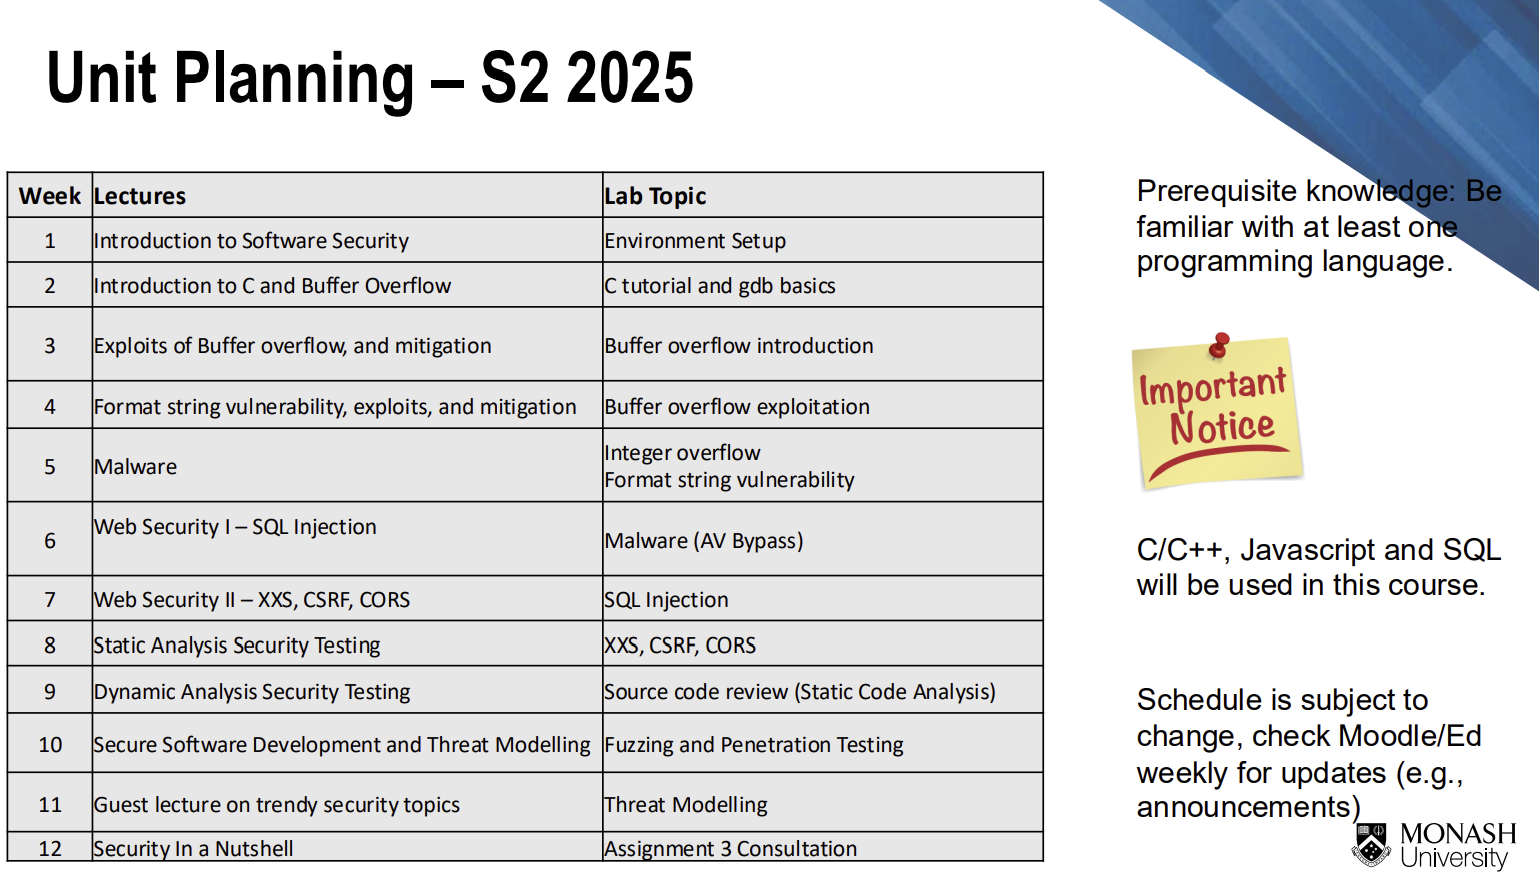 Unit Planning – S2 2025
Week Lectures Lab Topic
1 Introduction to Software Security Environment Setup
2 Introduction to C and Buffer Overflow C tutorial and gdb basics
3 Exploits of Buffer overflow, and mitigation Buffer overflow introduction
4 Format string vulnerability, exploits, and mitigation Buffer overflow exploitation
5 Malware Integer overflow
Format string vulnerability
6 Web Security I – SQL Injection Malware (AV Bypass)
7 Web Security II – XXS, CSRF, CORS SQL Injection
8 Static Analysis Security Testing XXS, CSRF, CORS
9 Dynamic Analysis Security Testing Source code review (Static Code Analysis)
10 Secure Software Development and Threat Modelling Fuzzing and Penetration Testing
11 Guest lecture on trendy security topics Threat Modelling
12 Security In a Nutshell Assignment 3 Consultation
Prerequisite knowledge: Be
familiar with at least one
programming language.
Important
Notice
C/C++, Javascript and SQL
will be used in this course.
Schedule is subject to
change, check Moodle/Ed
weekly for updates (e.g.,
announcements)
MONASH
University